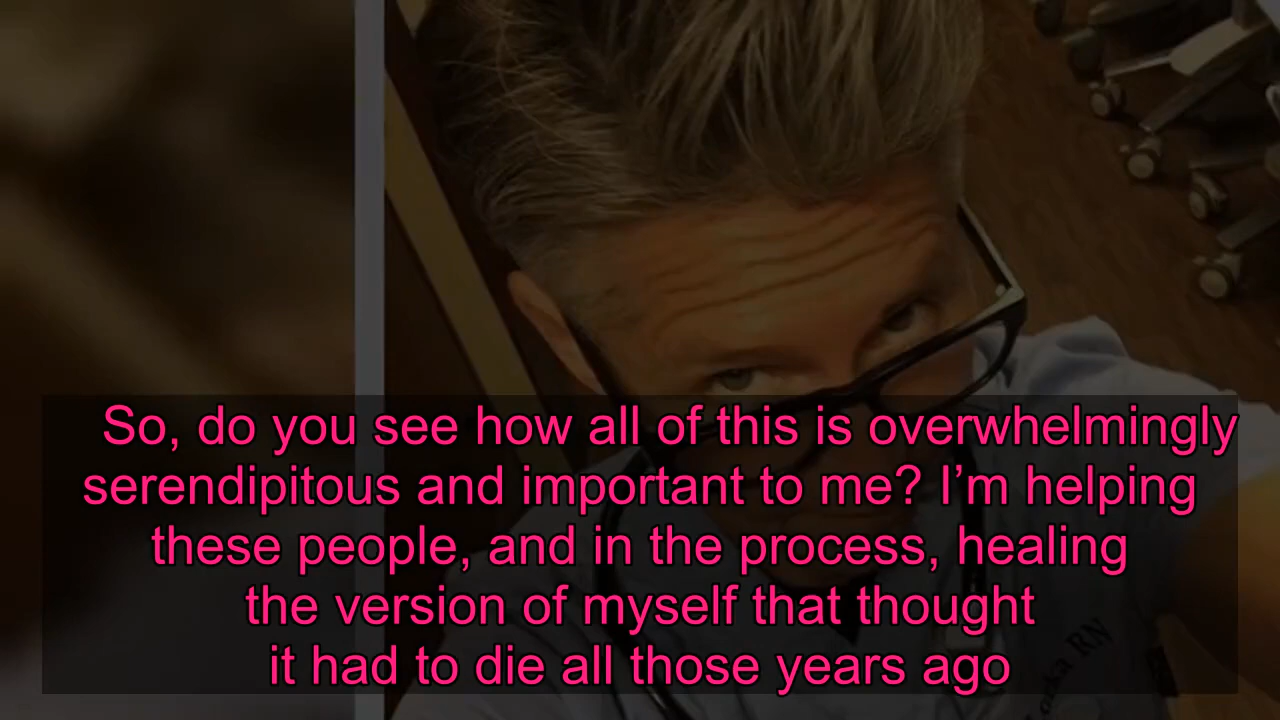 So, do you see how all of this is overwhelmingly
serendipitous and important to me? I’m helping
these people, and in the process, healing
the version of myself that thought
it had to die all those years ago
RN